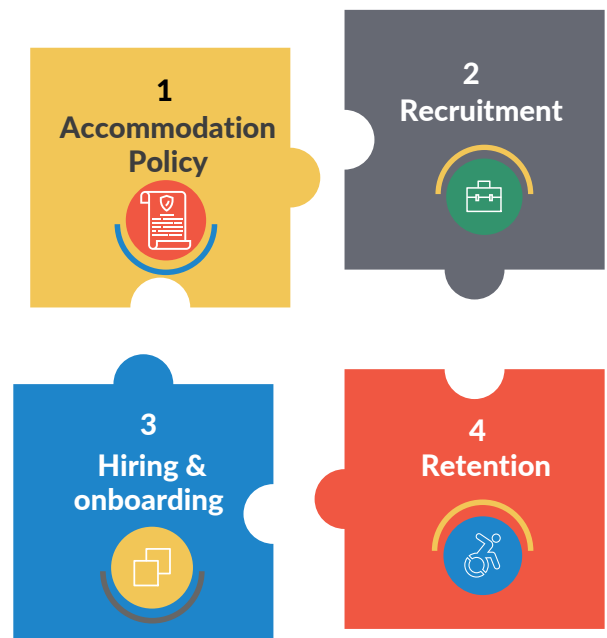 1
Accommodation
Policy
2
Recruitment
3
Hiring &
onboarding
4
Retention